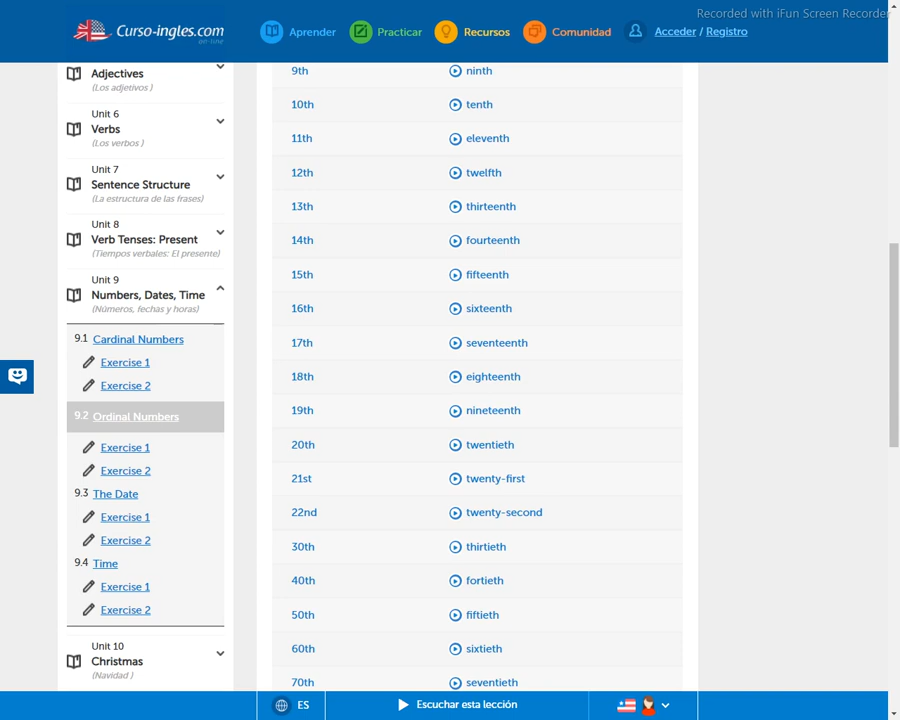 Recorded with iFun Screen Recorder
Curso-ingles.com
on-line
Aprender
Practicar
Recursos
Comunidad
Acceder / Registro
Adjectives
(Los adjetivos )
Unit 6
Verbs
(Los verbos )
Unit 7
Sentence Structure
(La estructura de las frases)
Unit 8
Verb Tenses: Present
(Tiempos verbales: El presente)
Unit 9
Numbers, Dates, Time
(Números, fechas y horas)
9.1 Cardinal Numbers
Exercise 1
Exercise 2
9.2 Ordinal Numbers
Exercise 1
Exercise 2
9.3 The Date
Exercise 1
Exercise 2
9.4 Time
Exercise 1
Exercise 2
Unit 10
Christmas
(Navidad )
9th ninth
10th tenth
11th eleventh
12th twelfth
13th thirteenth
14th fourteenth
15th fifteenth
16th sixteenth
17th seventeenth
18th eighteenth
19th nineteenth
20th twentieth
21st twenty-first
22nd twenty-second
30th thirtieth
40th fortieth
50th fiftieth
60th sixtieth
70th seventieth
ES
Escuchar esta lección